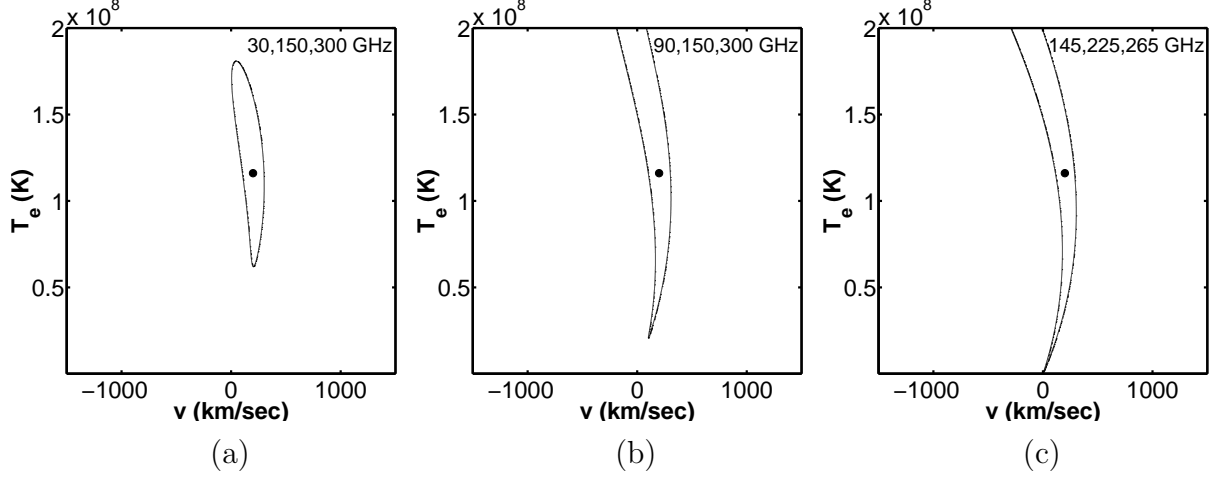 2 x 10^8
30,150,300 GHz
1.5
1
0.5
T_e (K)
−1000 0 1000
v (km/sec)
(a)
2 x 10^8
90,150,300 GHz
1.5
1
0.5
T_e (K)
−1000 0 1000
v (km/sec)
(b)
2 x 10^8
145,225,265 GHz
1.5
1
0.5
T_e (K)
−1000 0 1000
v (km/sec)
(c)